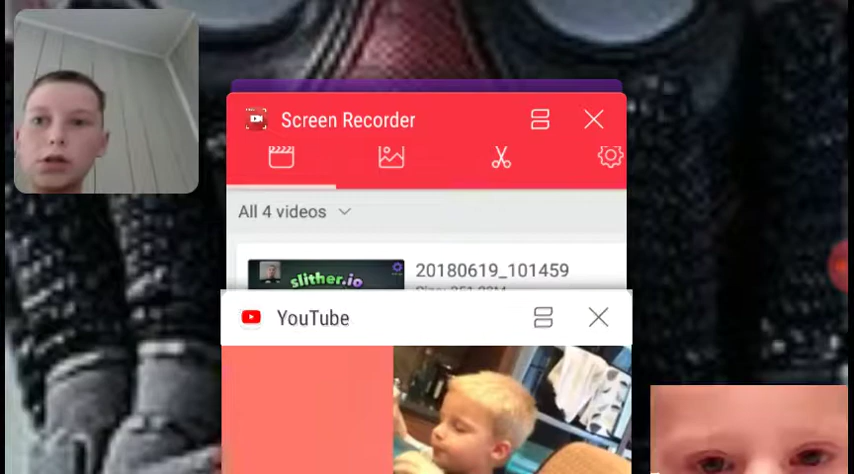 Screen Recorder
All 4 videos
20180619_101459
slither.io
YouTube